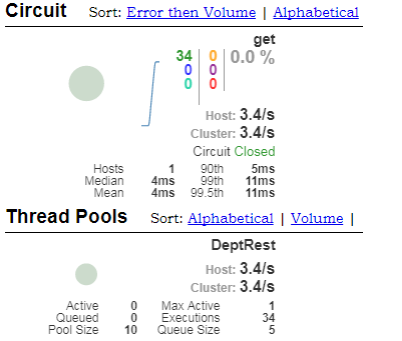 Circuit Sort: Error then Volume | Alphabetical
get
34 0 0.0 %
0 0
0 0
Host: 3.4/s
Cluster: 3.4/s
Circuit Closed
Hosts 1 90th 5ms
Median 4ms 99th 11ms
Mean 4ms 99.5th 11ms
Thread Pools Sort: Alphabetical | Volume |
DeptRest
Host: 3.4/s
Cluster: 3.4/s
Active 0 Max Active 1
Queued 0 Executions 34
Pool Size 10 Queue Size 5